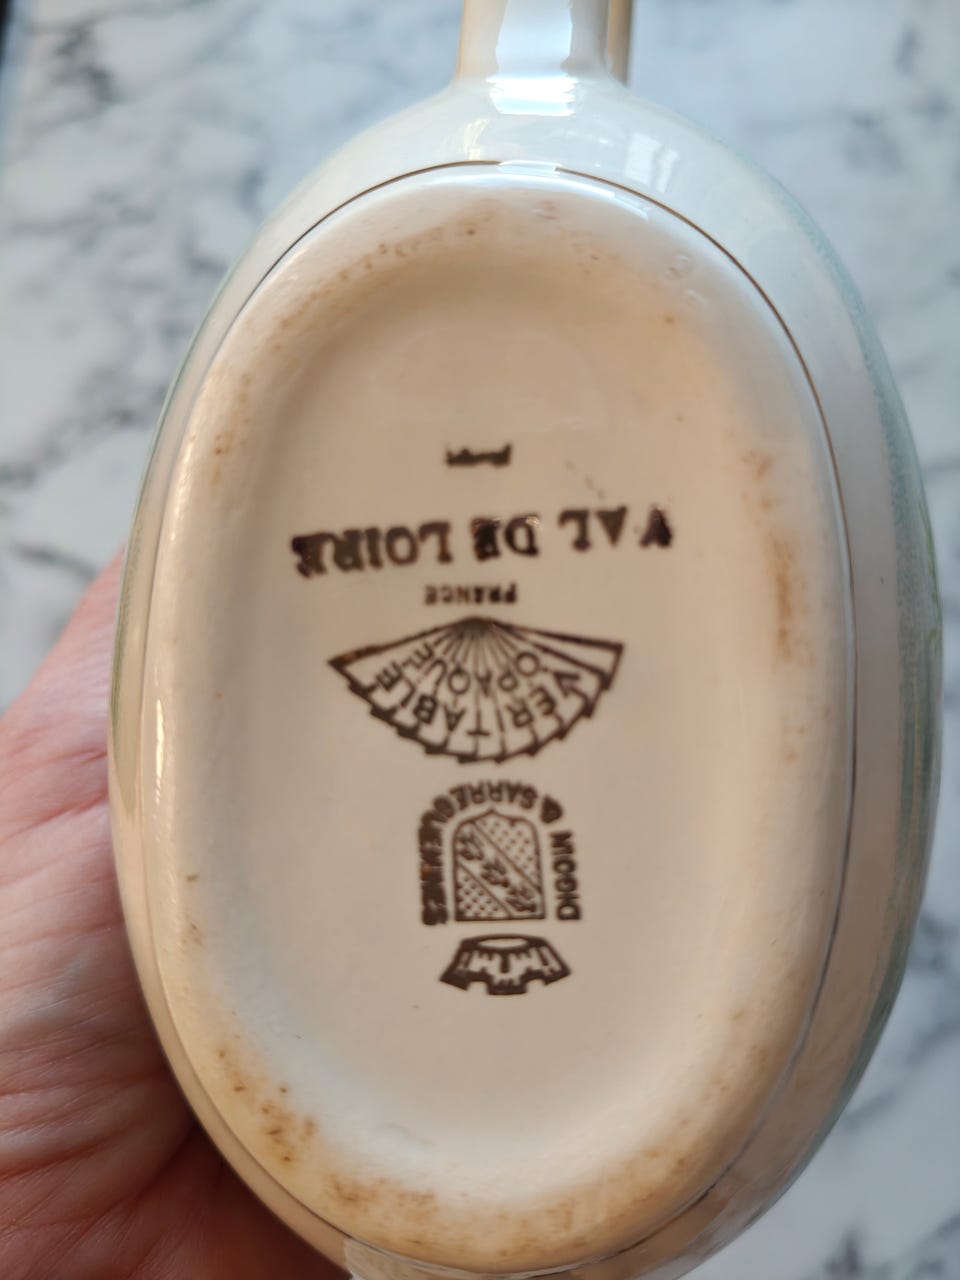 DIGOIN & SARREGUEMINES
VERITABLE
OPAQUE
FRANCE
VAL DE LOIRE